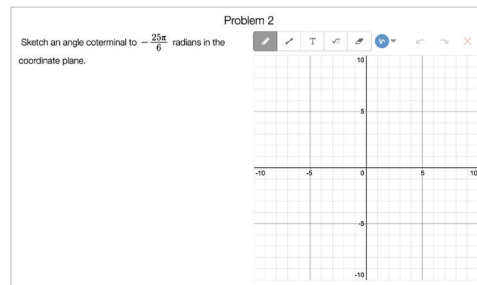 Problem 2
Sketch an angle coterminal to −25π/6 radians in the
coordinate plane.
T
√
10
5
-10 -5 0 5 10
-5
-10